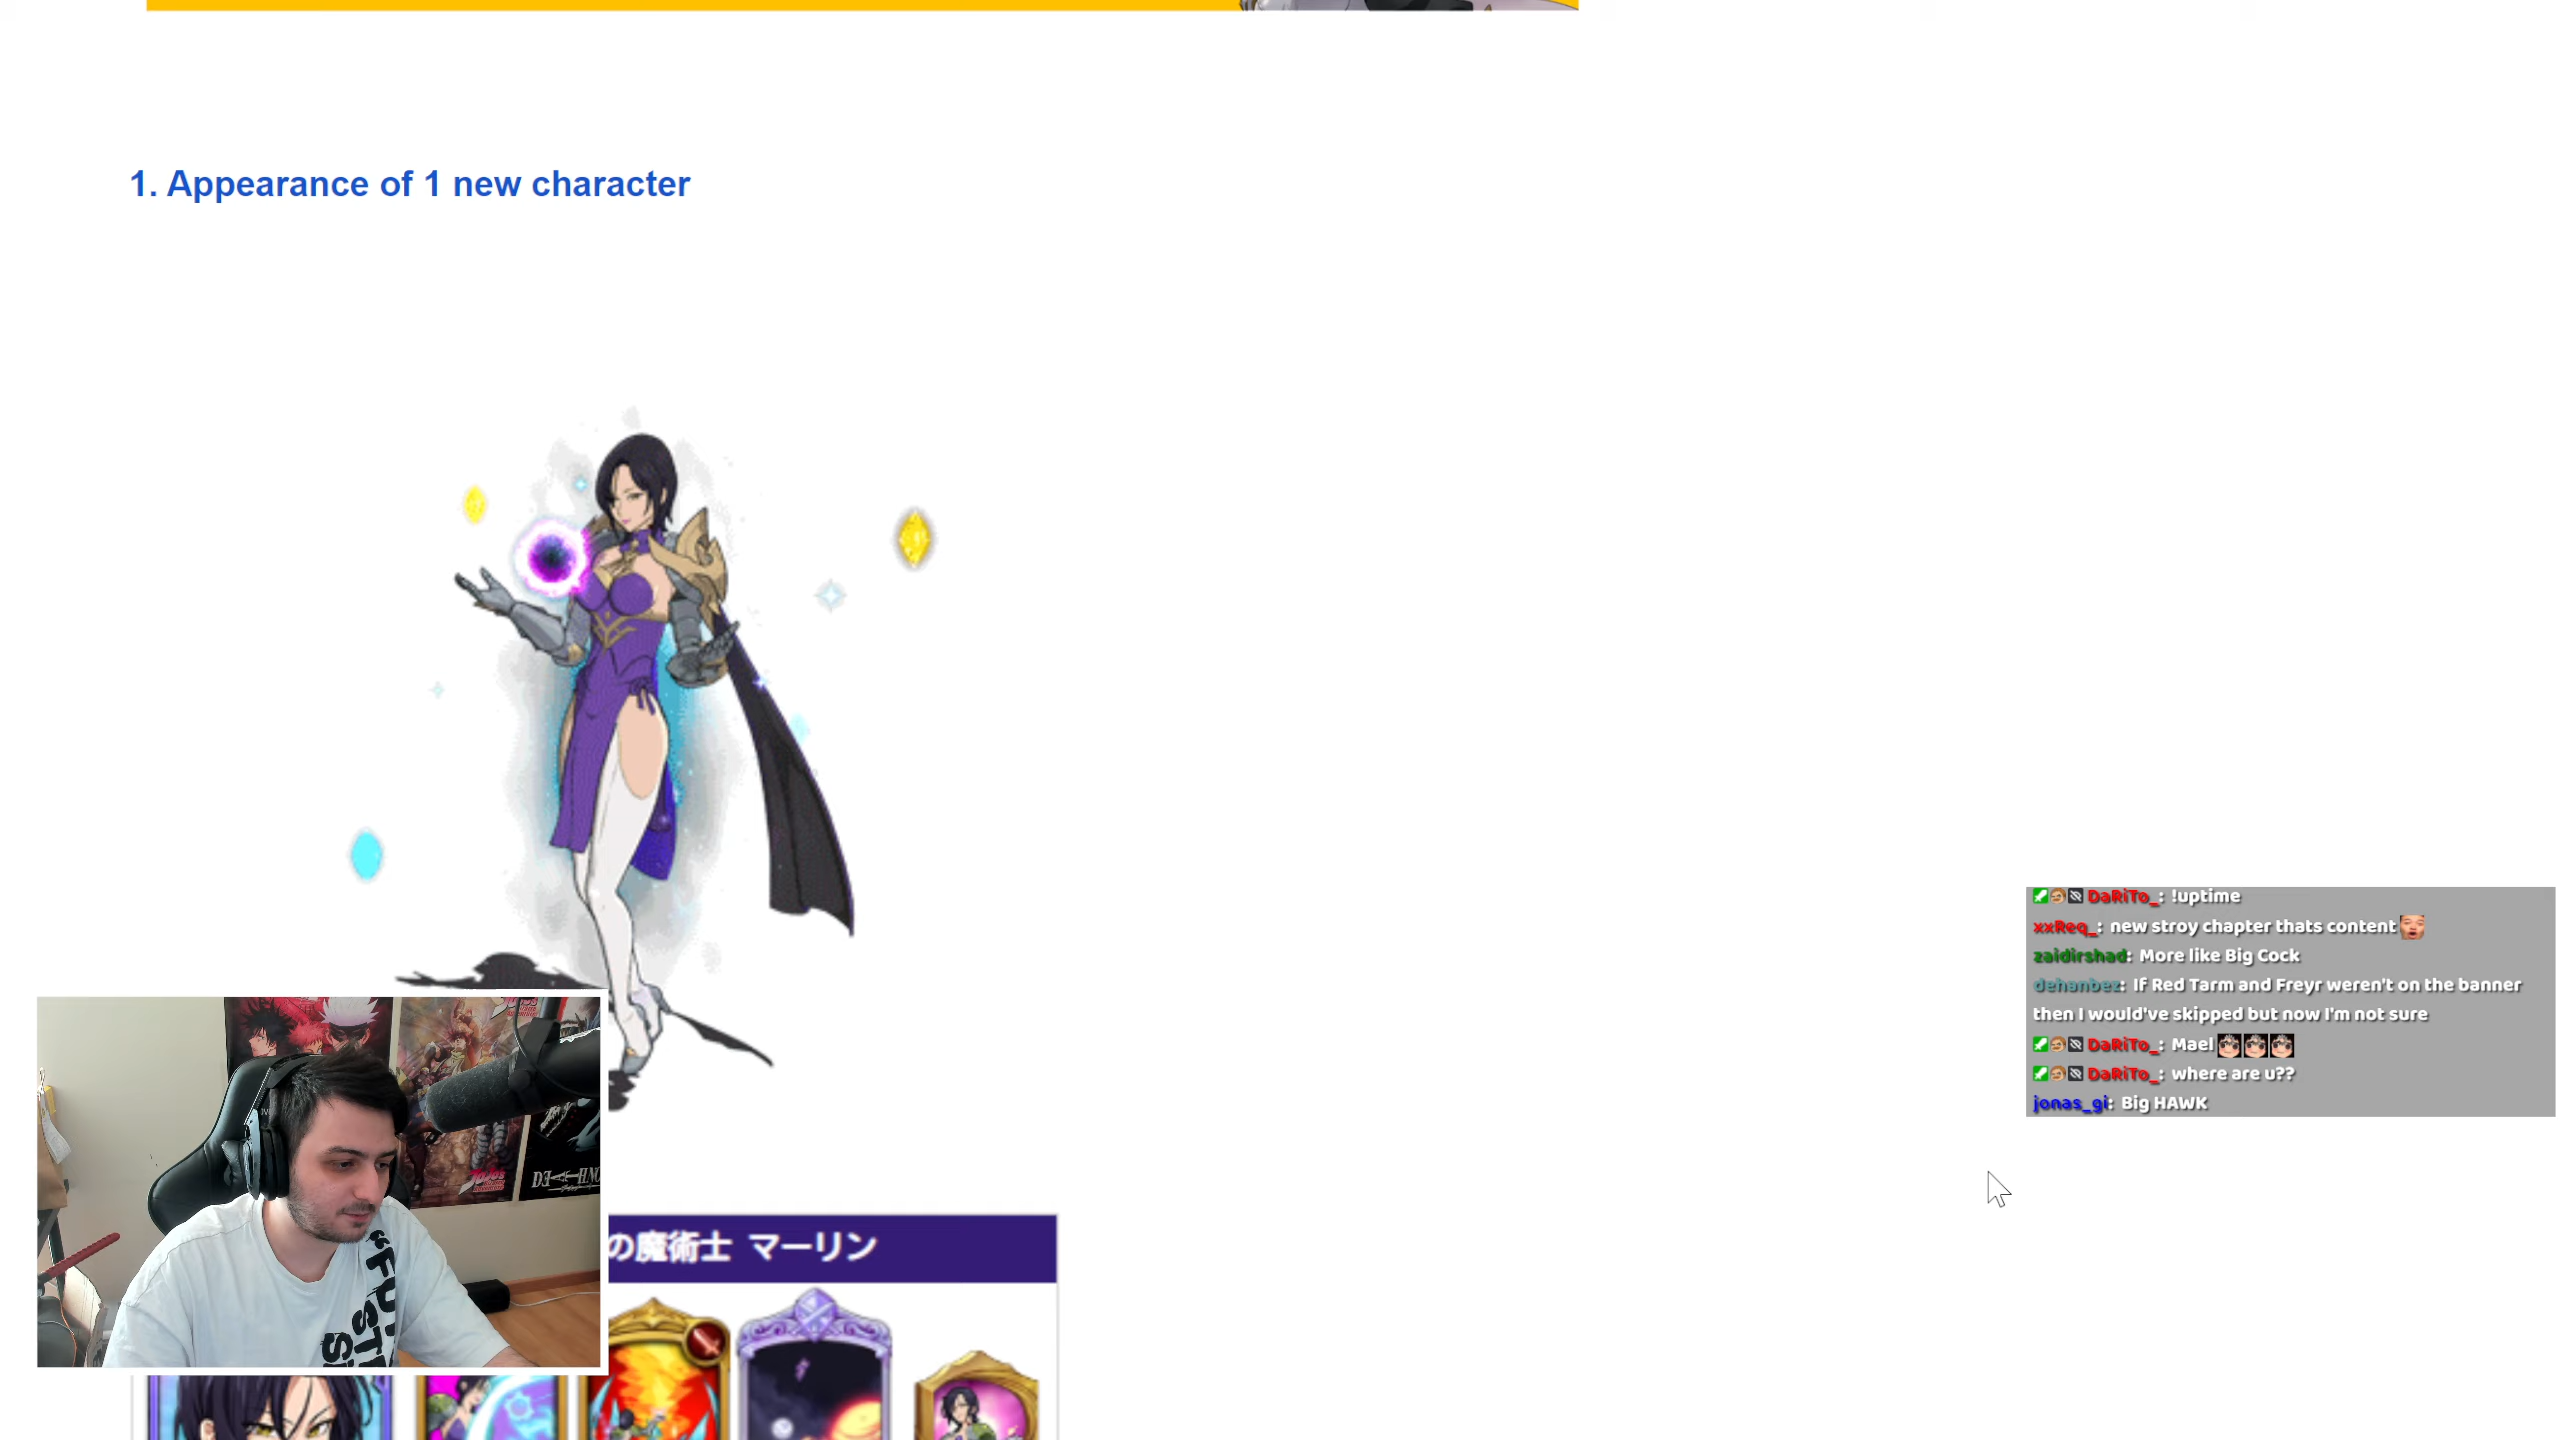 1. Appearance of 1 new character
DaRiTo_: !uptime
xxReq_: new stroy chapter thats content
zaidirshad: More like Big Cock
dehanbez: If Red Tarm and Freyr weren't on the banner
then I would've skipped but now I'm not sure
DaRiTo_: Mael
DaRiTo_: where are u??
jonas_gi: Big HAWK
の魔術士 マーリン